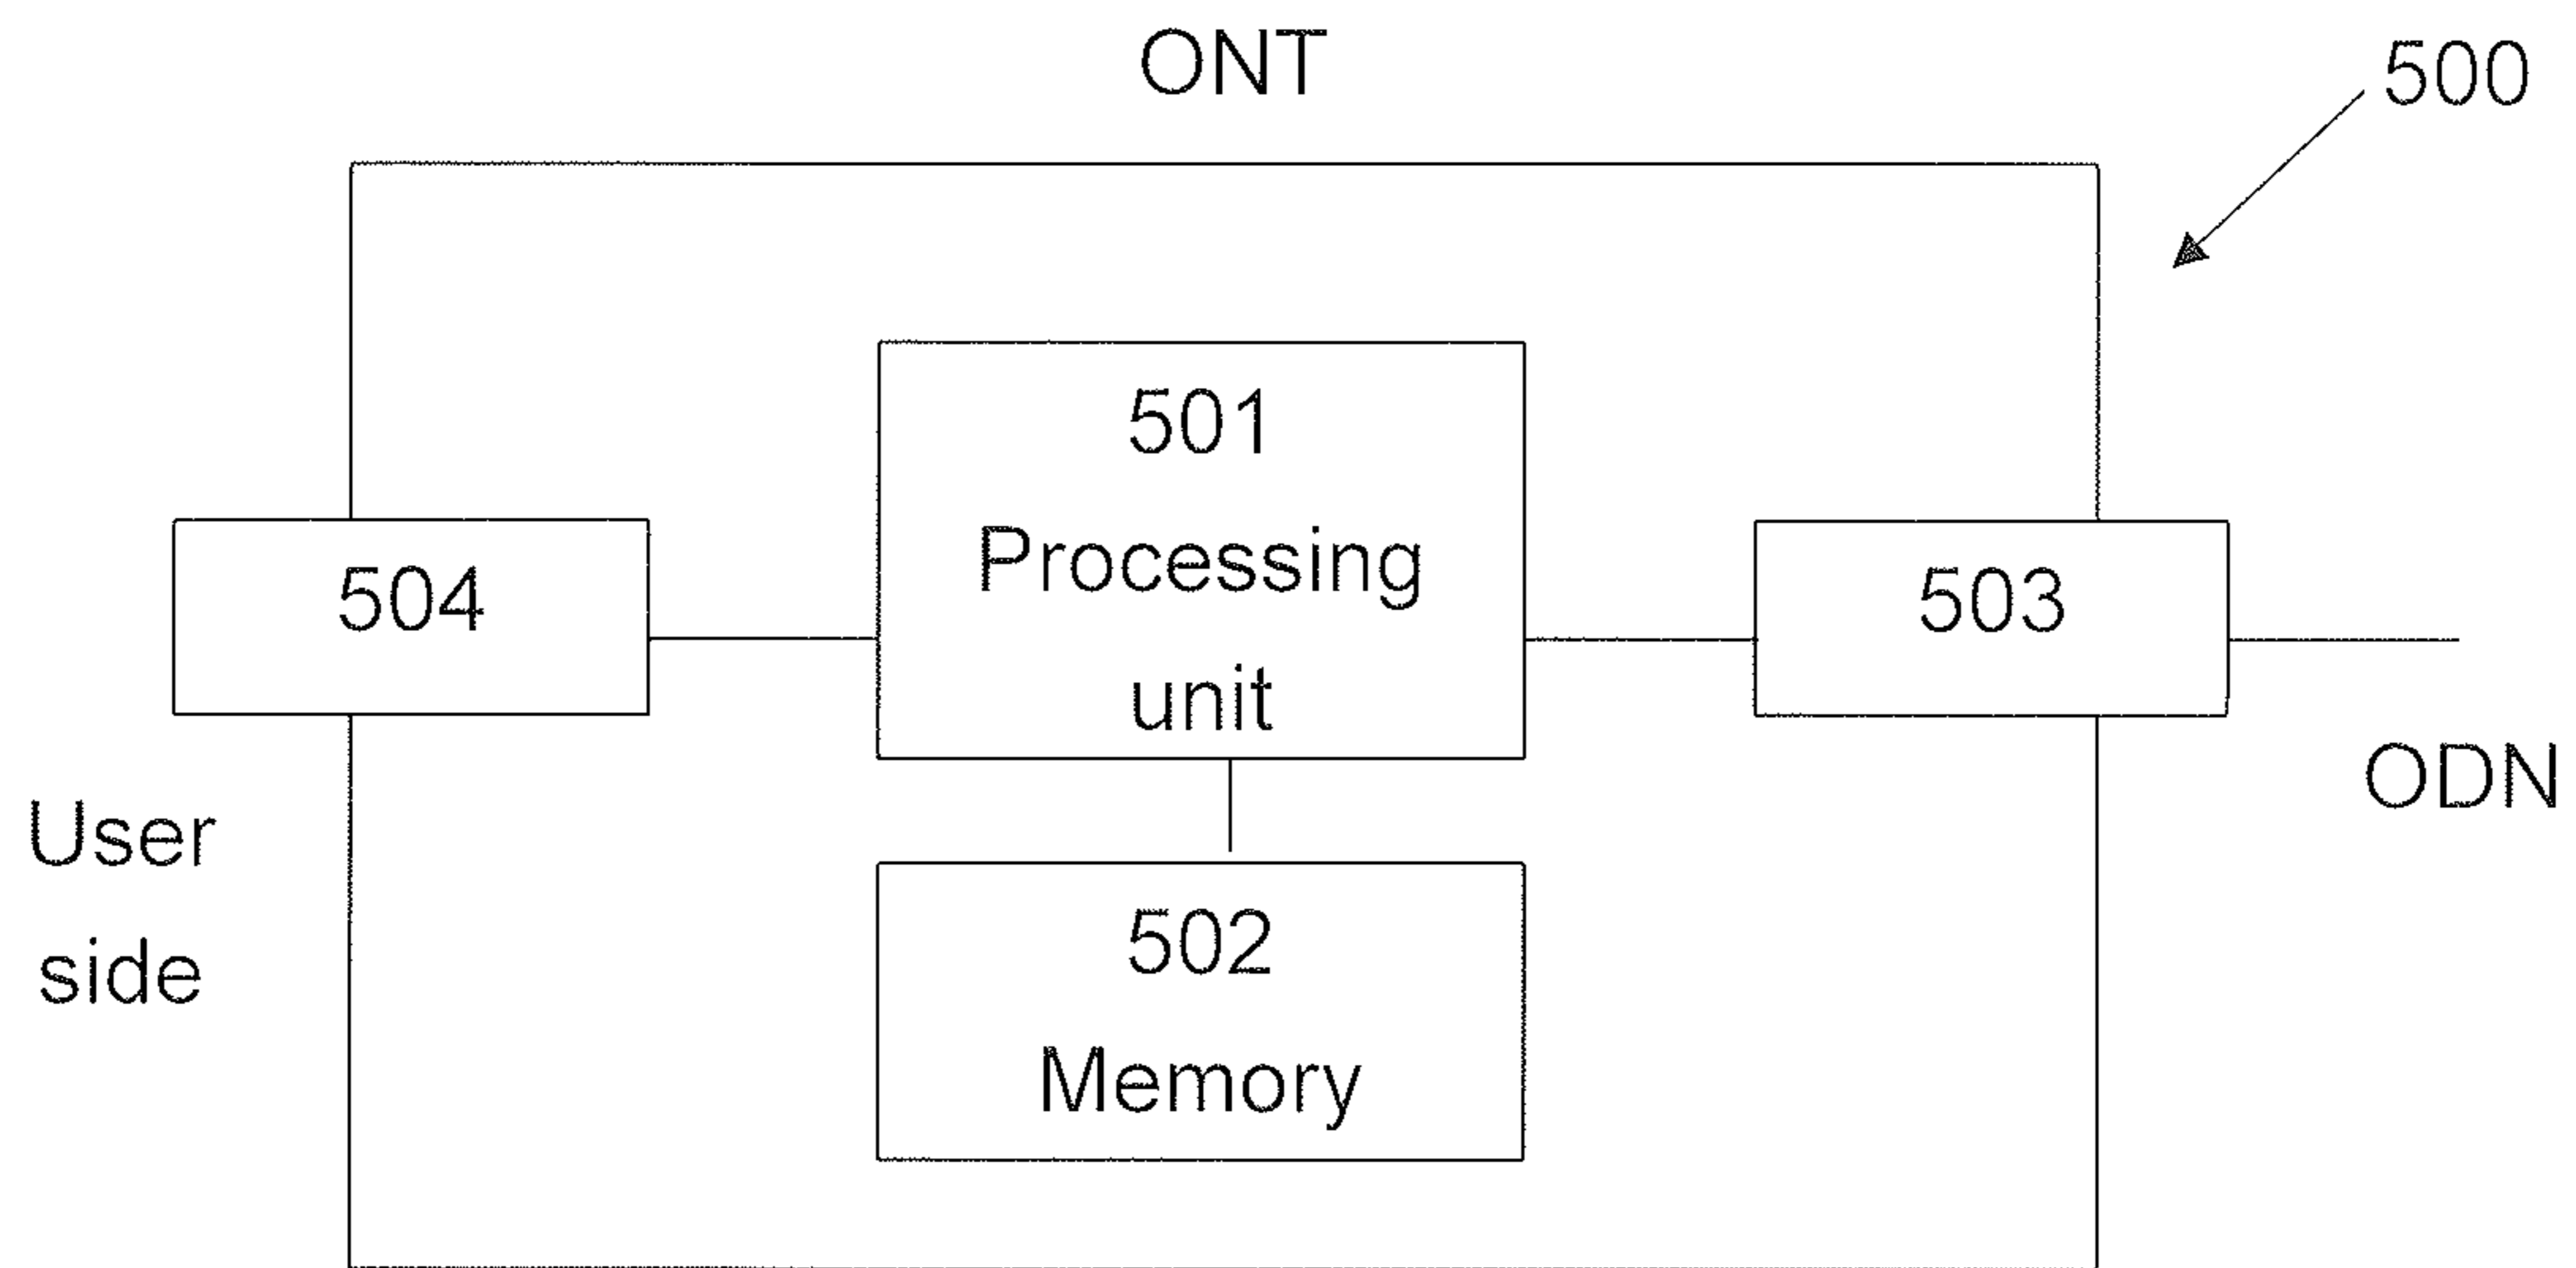 ONT
500
501
Processing
unit
504
503
ODN
User
side
502
Memory